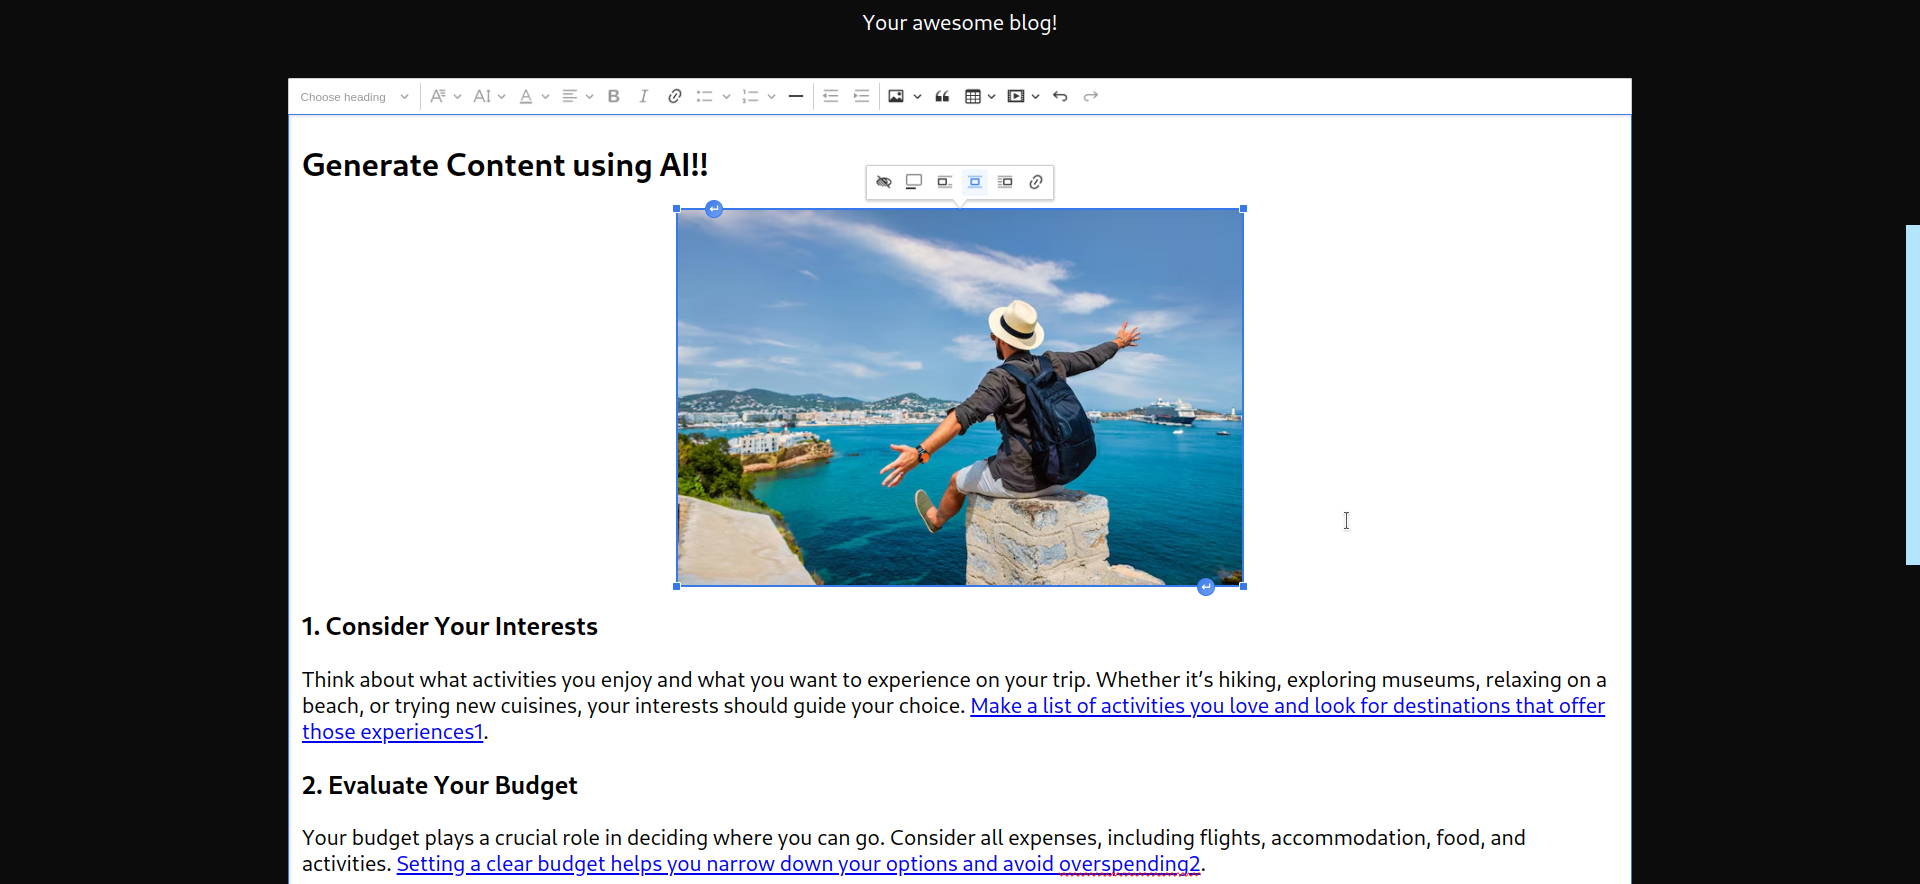 Your awesome blog!
Choose heading
Generate Content using AI!!
1. Consider Your Interests
Think about what activities you enjoy and what you want to experience on your trip. Whether it’s hiking, exploring museums, relaxing on a
beach, or trying new cuisines, your interests should guide your choice. Make a list of activities you love and look for destinations that offer
those experiences1.
2. Evaluate Your Budget
Your budget plays a crucial role in deciding where you can go. Consider all expenses, including flights, accommodation, food, and
activities. Setting a clear budget helps you narrow down your options and avoid overspending2.